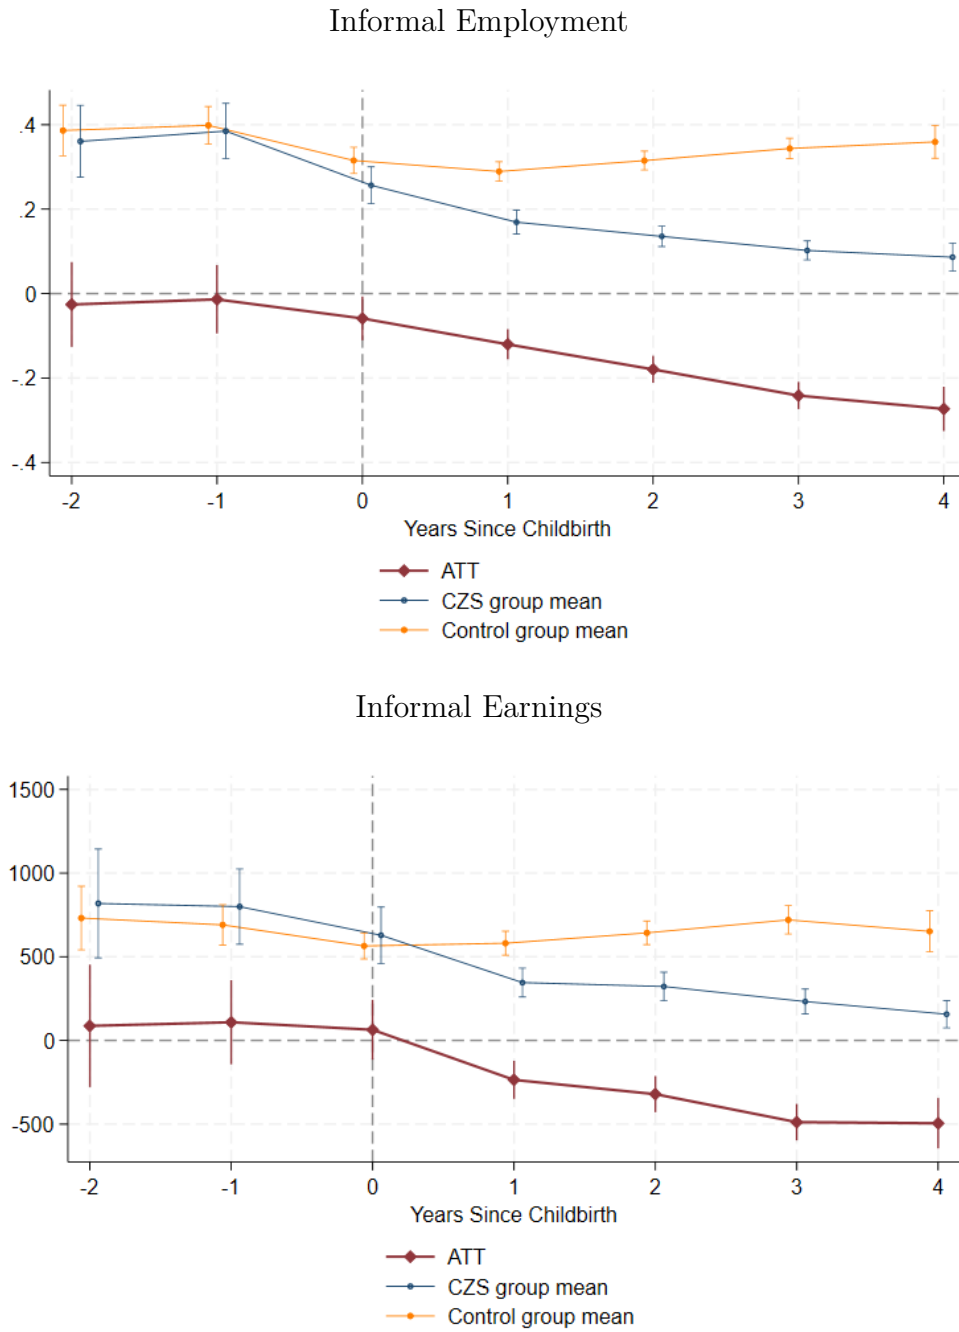 Informal Employment
.4
.2
0
-.2
-.4
-2 -1 0 1 2 3 4
Years Since Childbirth
ATT
CZS group mean
Control group mean
Informal Earnings
1500
1000
500
0
-500
-2 -1 0 1 2 3 4
Years Since Childbirth
ATT
CZS group mean
Control group mean